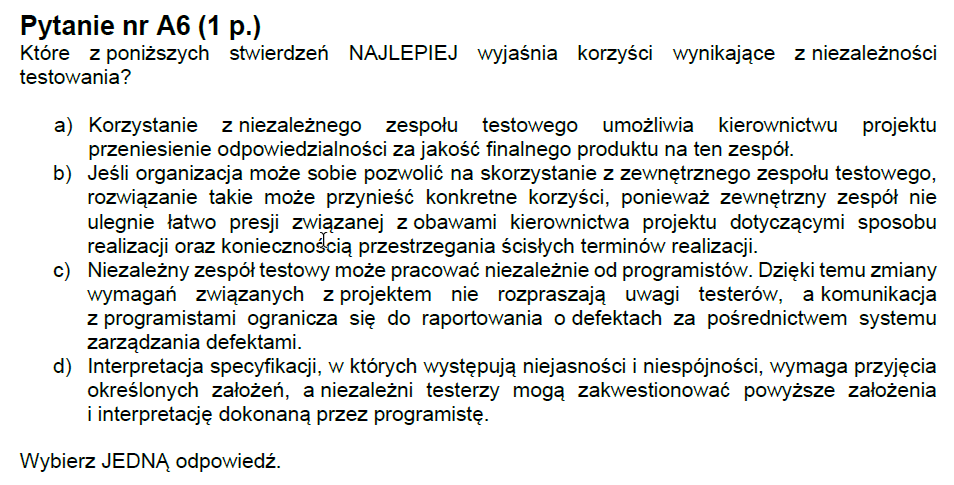 Pytanie nr A6 (1 p.)
Które z poniższych stwierdzeń NAJLEPIEJ wyjaśnia korzyści wynikające z niezależności
testowania?
a) Korzystanie z niezależnego zespołu testowego umożliwia kierownictwu projektu
przeniesienie odpowiedzialności za jakość finalnego produktu na ten zespół.
b) Jeśli organizacja może sobie pozwolić na skorzystanie z zewnętrznego zespołu testowego,
rozwiązanie takie może przynieść konkretne korzyści, ponieważ zewnętrzny zespół nie
ulegnie łatwo presji związanej z obawami kierownictwa projektu dotyczącymi sposobu
realizacji oraz koniecznością przestrzegania ścisłych terminów realizacji.
c) Niezależny zespół testowy może pracować niezależnie od programistów. Dzięki temu zmiany
wymagań związanych z projektem nie rozpraszają uwagi testerów, a komunikacja
z programistami ogranicza się do raportowania o defektach za pośrednictwem systemu
zarządzania defektami.
d) Interpretacja specyfikacji, w których występują niejasności i niespójności, wymaga przyjęcia
określonych założeń, a niezależni testerzy mogą zakwestionować powyższe założenia
i interpretację dokonaną przez programistę.
Wybierz JEDNĄ odpowiedź.